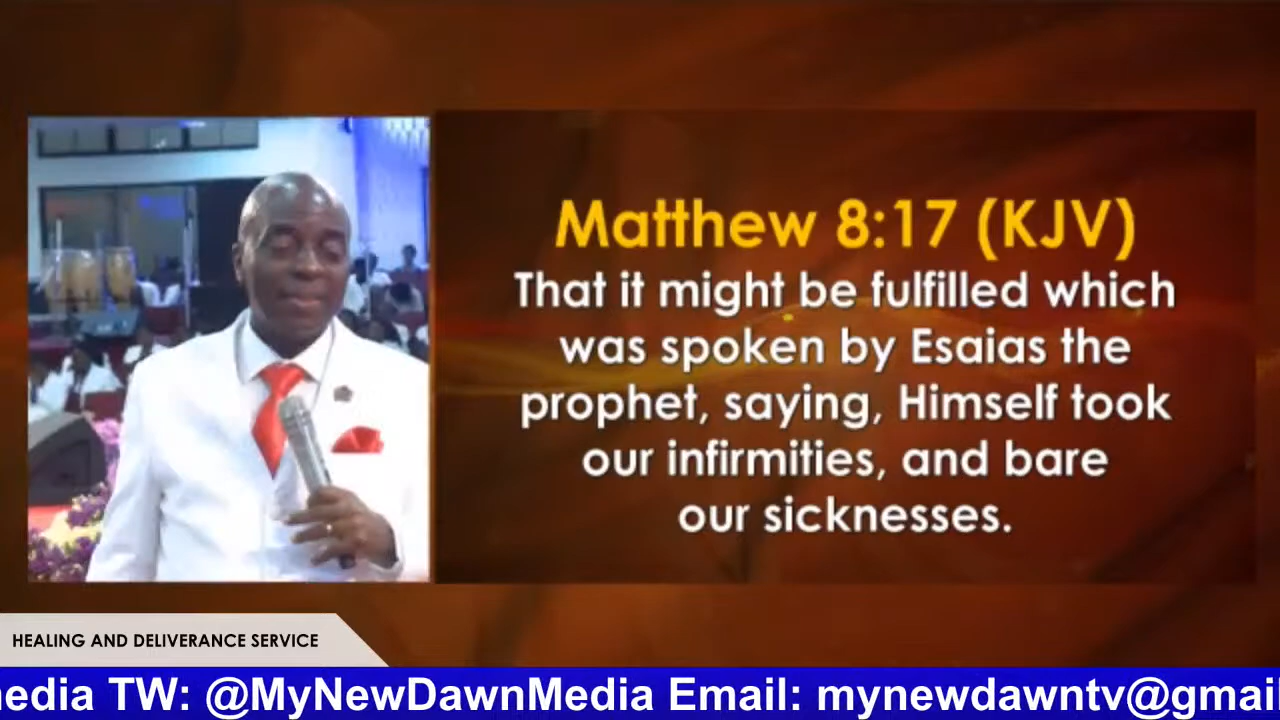 Matthew 8:17 (KJV)
That it might be fulfilled which
was spoken by Esaias the
prophet, saying, Himself took
our infirmities, and bare
our sicknesses.
HEALING AND DELIVERANCE SERVICE
TW: @MyNewDawnMedia Email: